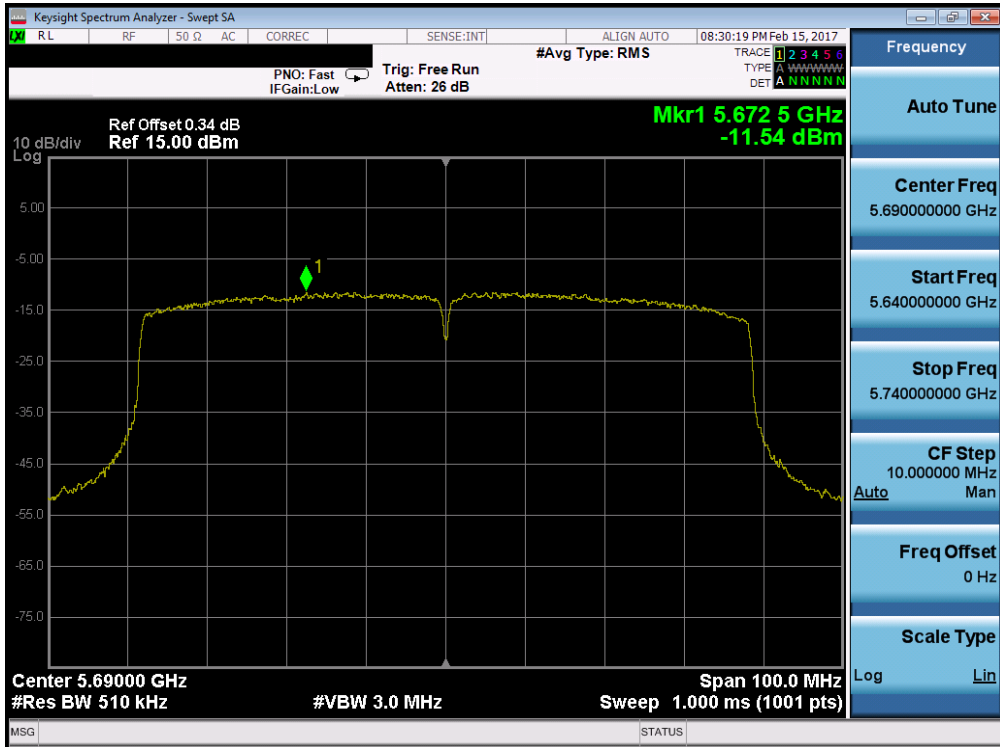 Keysight Spectrum Analyzer - Swept SA
LXI RL RF 50 Ω AC CORREC SENSE:INT ALIGN AUTO 08:30:19 PM Feb 15, 2017
Frequency
#Avg Type: RMS
TRACE 1 2 3 4 5 6
PNO: Fast Trig: Free Run
TYPE A WWWWW
IFGain:Low Atten: 26 dB
DET A N N N N N
Auto Tune
Mkr1 5.672 5 GHz
-11.54 dBm
Ref Offset 0.34 dB
10 dB/div Ref 15.00 dBm
Log
1
5.00
-5.00
-15.0
-25.0
-35.0
-45.0
-55.0
-65.0
-75.0
Center Freq
5.690000000 GHz
Start Freq
5.640000000 GHz
Stop Freq
5.740000000 GHz
CF Step
10.000000 MHz
Auto Man
Freq Offset
0 Hz
Scale Type
Log Lin
Center 5.69000 GHz Span 100.0 MHz
#Res BW 510 kHz #VBW 3.0 MHz Sweep 1.000 ms (1001 pts)
MSG STATUS